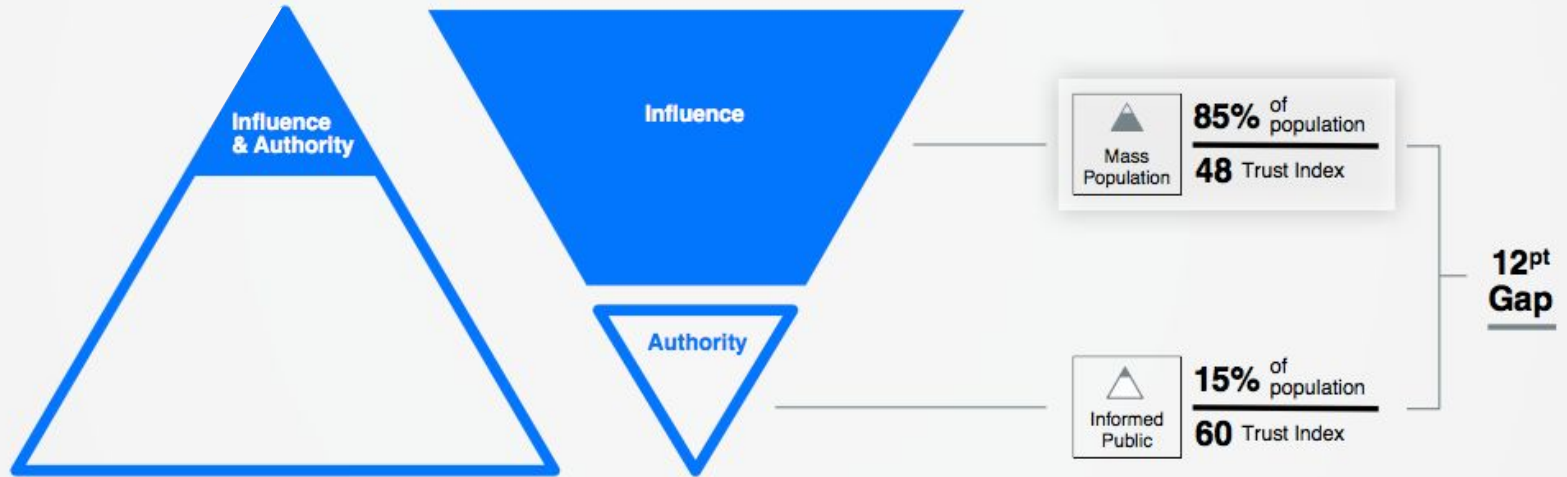 Influence
& Authority
Influence
Authority
Mass
Population
85% of
population
48 Trust Index
Informed
Public
15% of
population
60 Trust Index
12pt
Gap